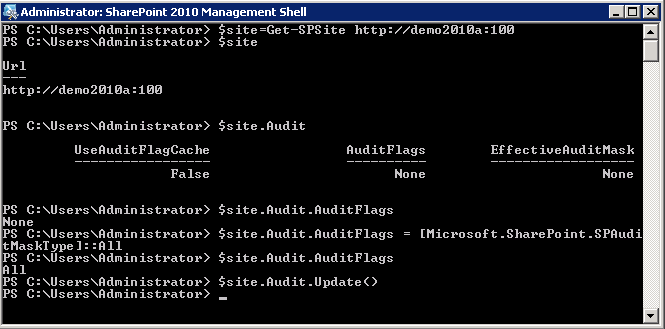 Administrator: SharePoint 2010 Management Shell
PS C:\Users\Administrator> $site=Get-SPSite http://demo2010a:100
PS C:\Users\Administrator> $site
Url
---
http://demo2010a:100
PS C:\Users\Administrator> $site.Audit
UseAuditFlagCache AuditFlags EffectiveAuditMask
----------------- ---------- ------------------
False None None
PS C:\Users\Administrator> $site.Audit.AuditFlags
None
PS C:\Users\Administrator> $site.Audit.AuditFlags = [Microsoft.SharePoint.SPAudi
tMaskType]::All
PS C:\Users\Administrator> $site.Audit.AuditFlags
All
PS C:\Users\Administrator> $site.Audit.Update()
PS C:\Users\Administrator> _